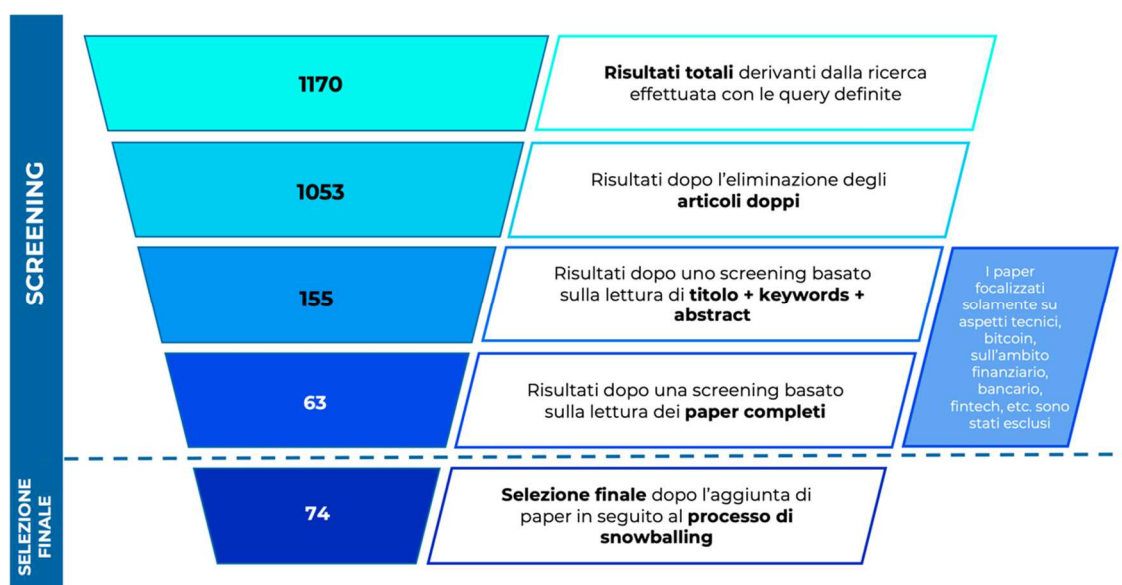 SCREENING
1170
Risultati totali derivanti dalla ricerca
effettuata con le query definite
1053
Risultati dopo l'eliminazione degli
articoli doppi
155
Risultati dopo uno screening basato
sulla lettura di titolo + keywords +
abstract
I paper
focalizzati
solamente su
aspetti tecnici,
bitcoin,
sull'ambito
finanziario,
bancario,
fintech, etc. sono
stati esclusi
63
Risultati dopo una screening basato
sulla lettura dei paper completi
SELEZIONE
FINALE
74
Selezione finale dopo l'aggiunta di
paper in seguito al processo di
snowballing